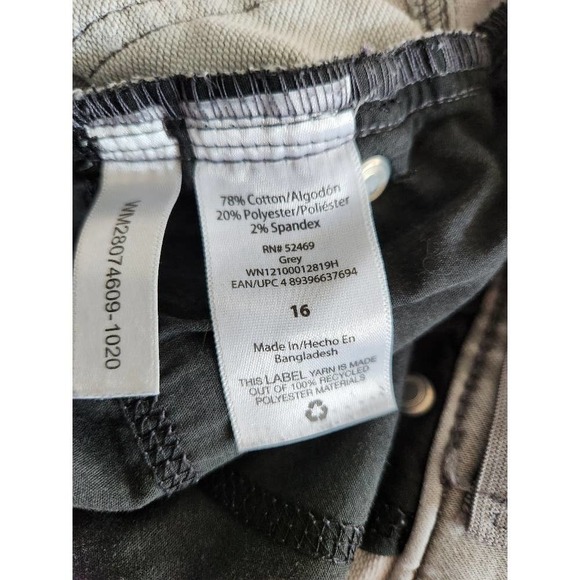 78% Cotton/Algodón
20% Polyester/Poliéster
2% Spandex
RN# 52469
Grey
WN12100012819H
EAN/UPC 4 89396637694
16
Made in/Hecho En
Bangladesh
THIS LABEL YARN IS MADE
OUT OF 100% RECYCLED
POLYESTER MATERIALS
WM28074609-1020